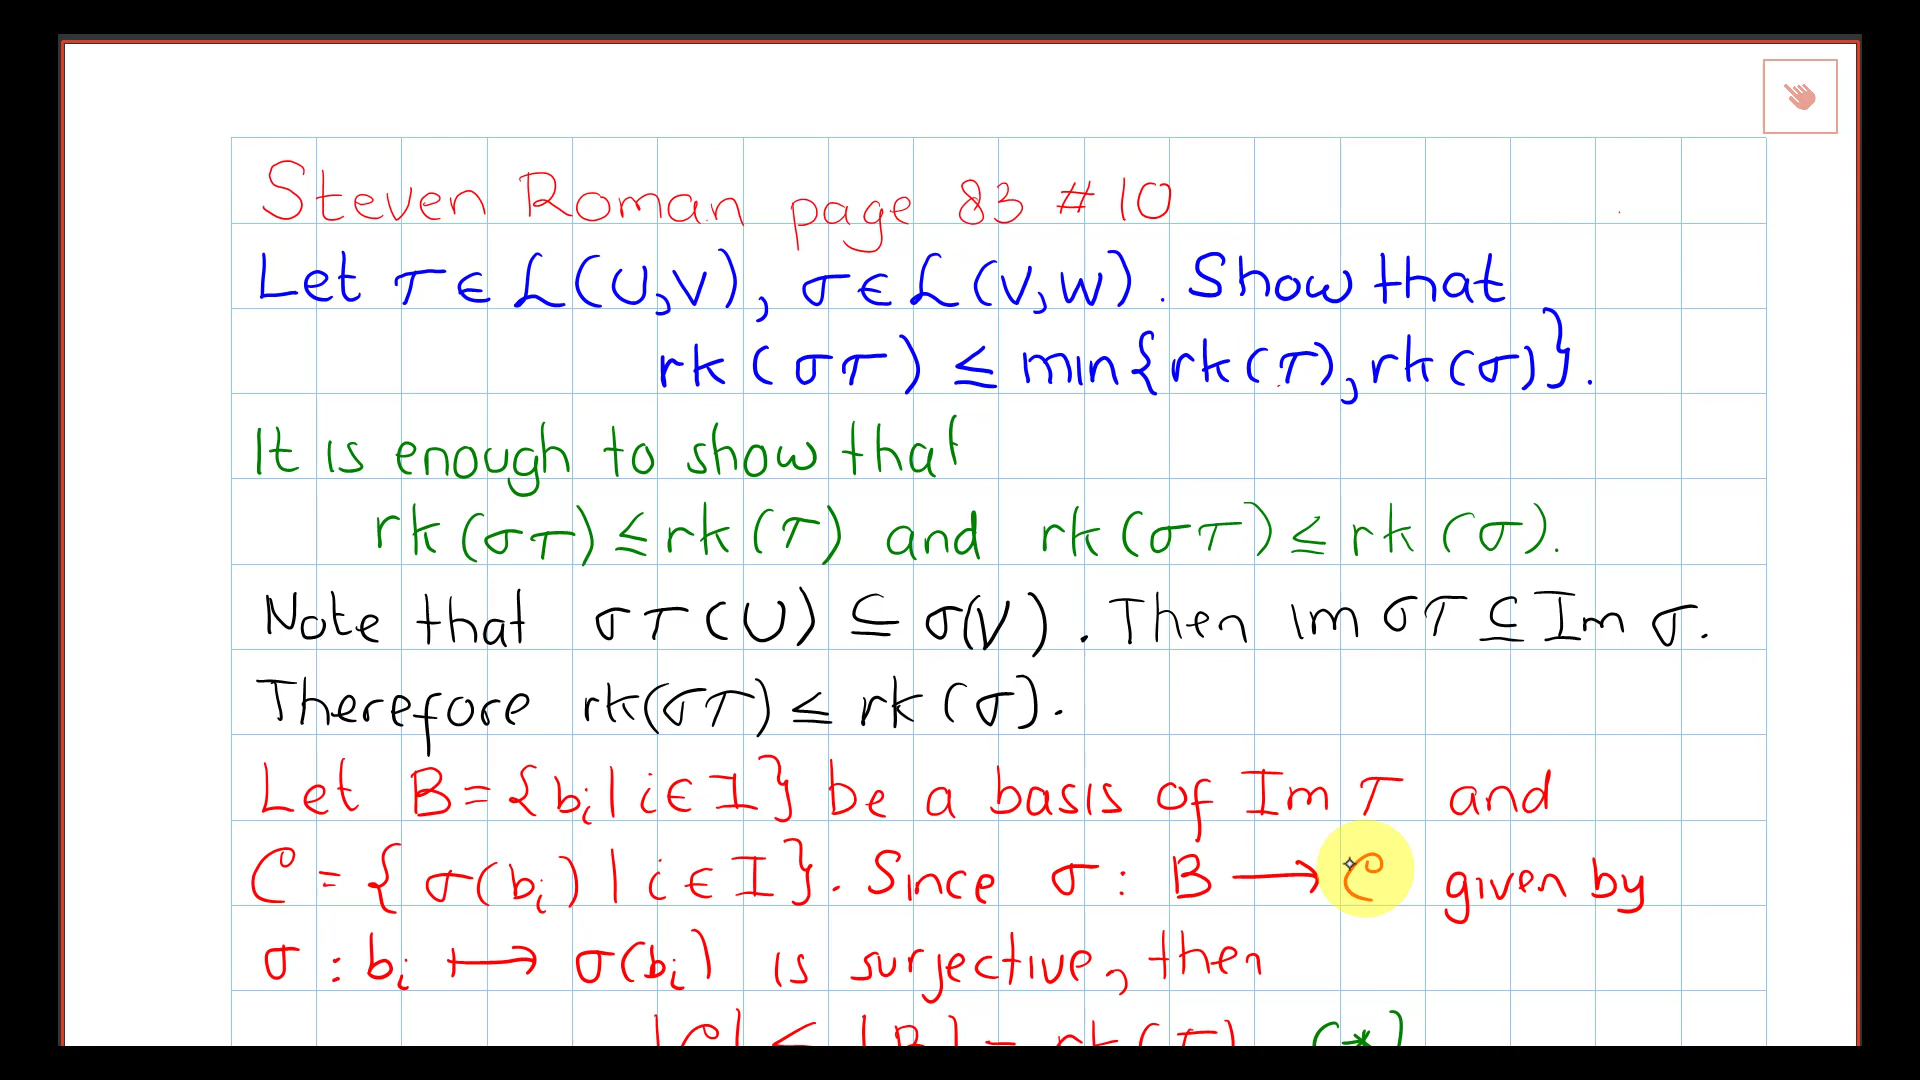 Steven Roman page 83 #10
Let τ ∈ ℒ(U,V), σ ∈ ℒ(V,W). Show that
rk(στ) ≤ min{rk(τ), rk(σ)}.
It is enough to show that
rk(στ) ≤ rk(τ) and rk(στ) ≤ rk(σ).
Note that στ(U) ⊆ σ(V). Then Im στ ⊆ Im σ.
Therefore rk(στ) ≤ rk(σ).
Let B = {bᵢ | i ∈ I} be a basis of Im τ and
𝒞 = {σ(bᵢ) | i ∈ I}. Since σ : B ⟶ 𝒞 given by
σ : bᵢ ⟼ σ(bᵢ) is surjective, then
|𝒞| ≤ |B| = rk(τ) (*)